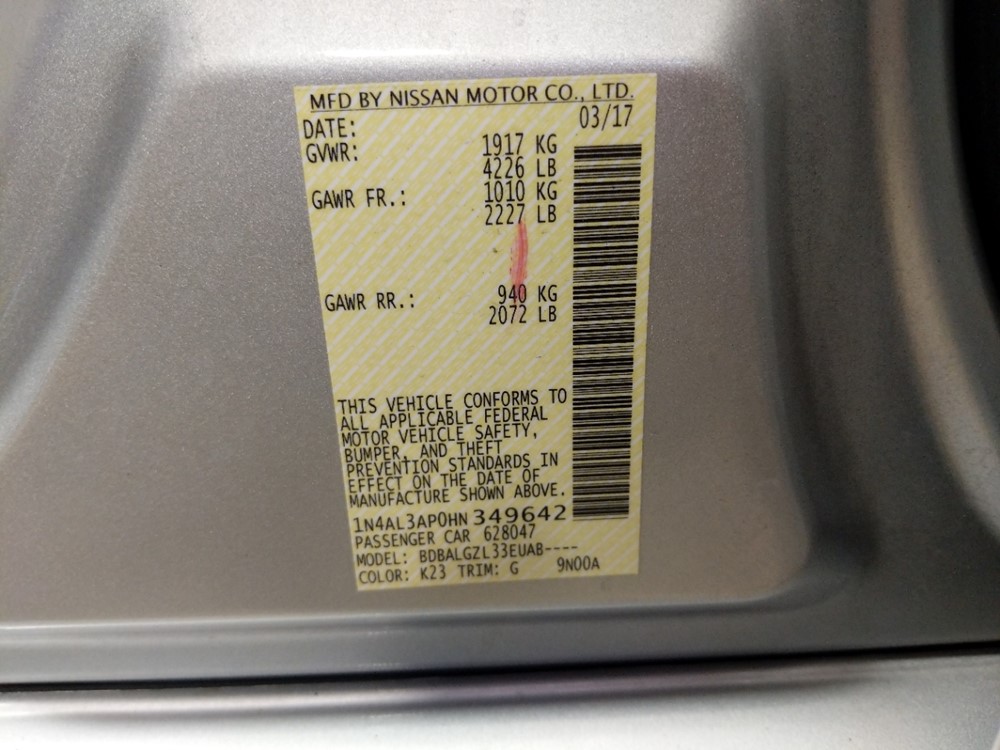 MFD BY NISSAN MOTOR CO., LTD.
DATE: 03/17
GVWR: 1917 KG
4226 LB
GAWR FR.: 1010 KG
2227 LB
GAWR RR.: 940 KG
2072 LB
THIS VEHICLE CONFORMS TO
ALL APPLICABLE FEDERAL
MOTOR VEHICLE SAFETY,
BUMPER, AND THEFT
PREVENTION STANDARDS IN
EFFECT ON THE DATE OF
MANUFACTURE SHOWN ABOVE.
1N4AL3AP0HN349642
PASSENGER CAR 628047
MODEL: BDBALGZL33EUAB----
COLOR: K23 TRIM: G 9N00A